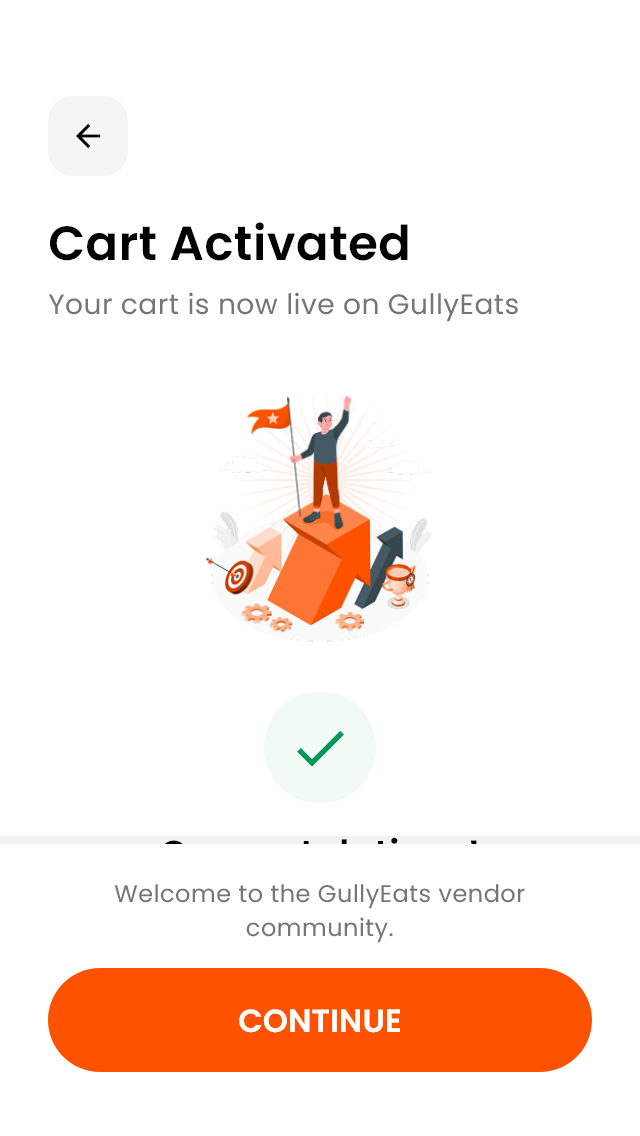 Cart Activated
Your cart is now live on GullyEats
Welcome to the GullyEats vendor
community.
CONTINUE